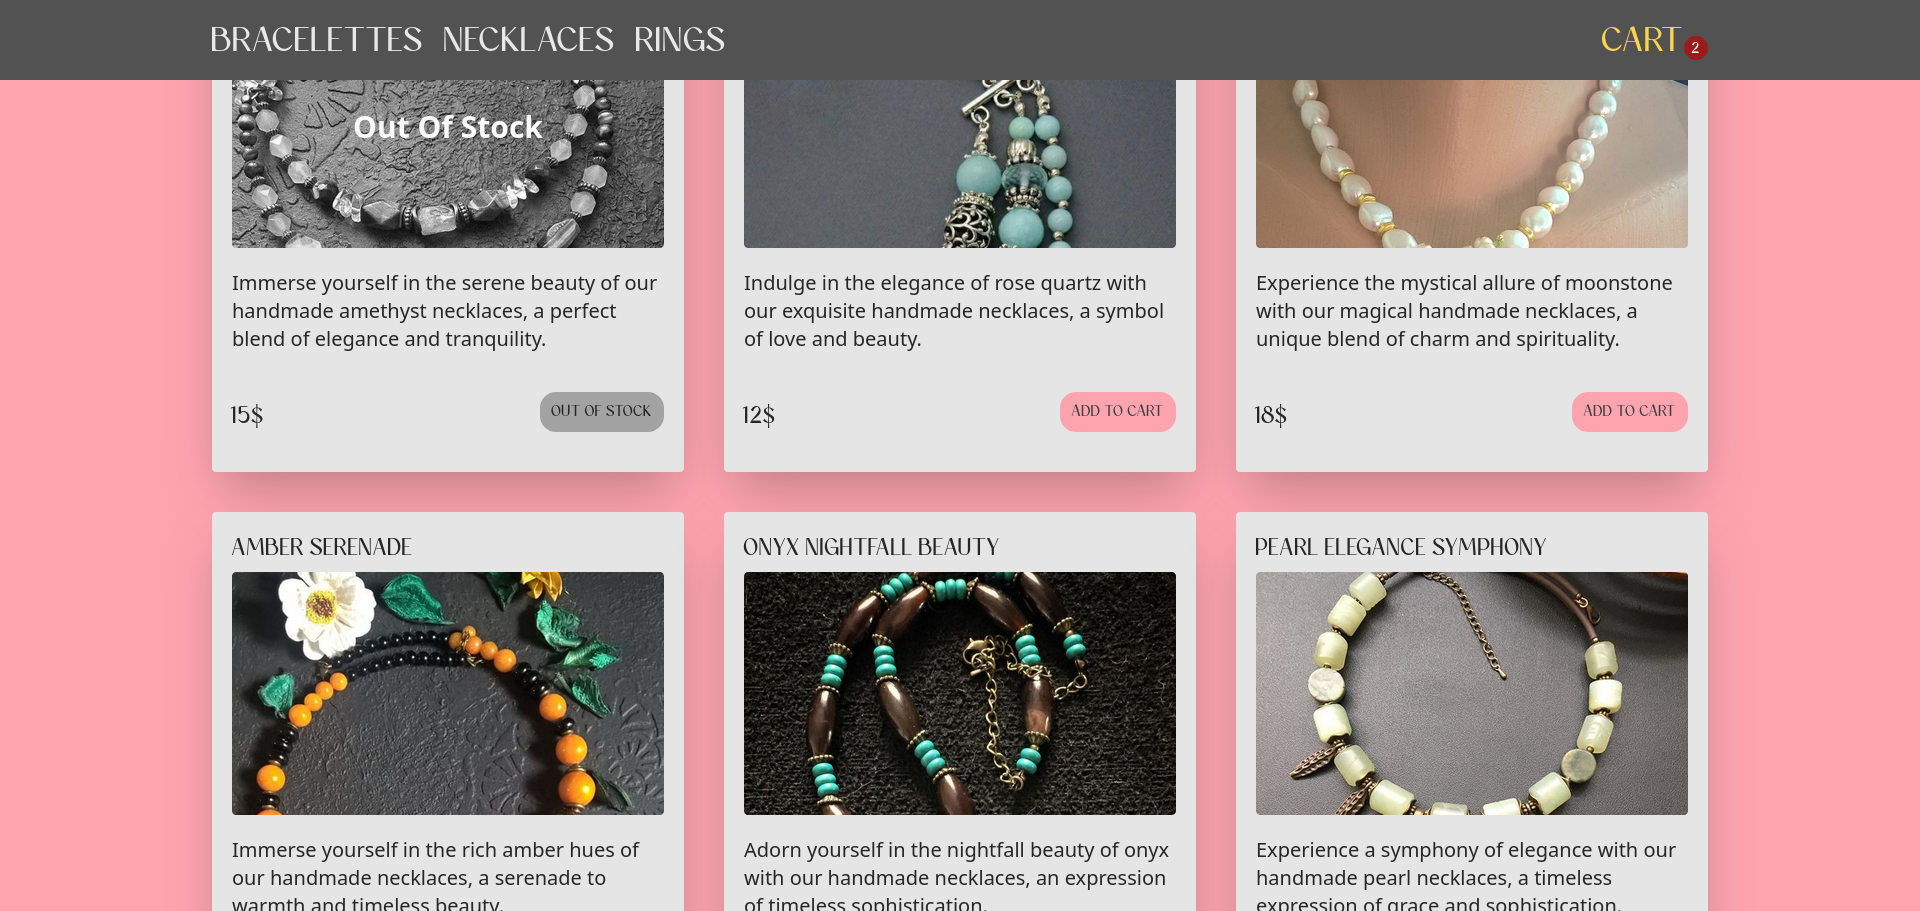 BRACELETTES NECKLACES RINGS CART 2
Out Of Stock
Immerse yourself in the serene beauty of our
handmade amethyst necklaces, a perfect
blend of elegance and tranquility.
15$ OUT OF STOCK
Indulge in the elegance of rose quartz with
our exquisite handmade necklaces, a symbol
of love and beauty.
12$ ADD TO CART
Experience the mystical allure of moonstone
with our magical handmade necklaces, a
unique blend of charm and spirituality.
18$ ADD TO CART
AMBER SERENADE
Immerse yourself in the rich amber hues of
our handmade necklaces, a serenade to
warmth and timeless beauty.
ONYX NIGHTFALL BEAUTY
Adorn yourself in the nightfall beauty of onyx
with our handmade necklaces, an expression
of timeless sophistication.
PEARL ELEGANCE SYMPHONY
Experience a symphony of elegance with our
handmade pearl necklaces, a timeless
expression of grace and sophistication.